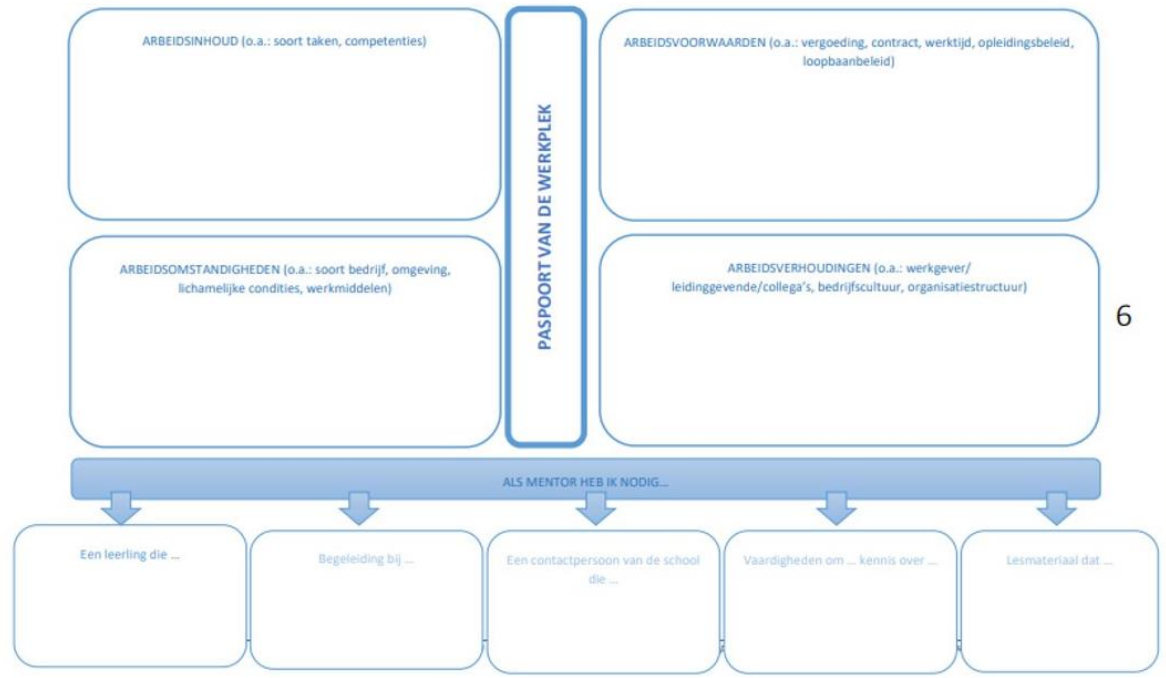 ARBEIDSINHOUD (o.a.: soort taken, competenties)
ARBEIDSVOORWAARDEN (o.a.: vergoeding, contract, werktijd, opleidingsbeleid,
loopbaanbeleid)
PASPOORT VAN DE WERKPLEK
ARBEIDSOMSTANDIGHEDEN (o.a.: soort bedrijf, omgeving,
lichamelijke condities, werkmiddelen)
ARBEIDSVERHOUDINGEN (o.a.: werkgever/
leidinggevende/collega's, bedrijfscultuur, organisatiestructuur)
6
ALS MENTOR HEB IK NODIG...
Een leerling die ...
Begeleiding bij ...
Een contactpersoon van de school
die ...
Vaardigheden om ... kennis over ...
Lesmateriaal dat ...